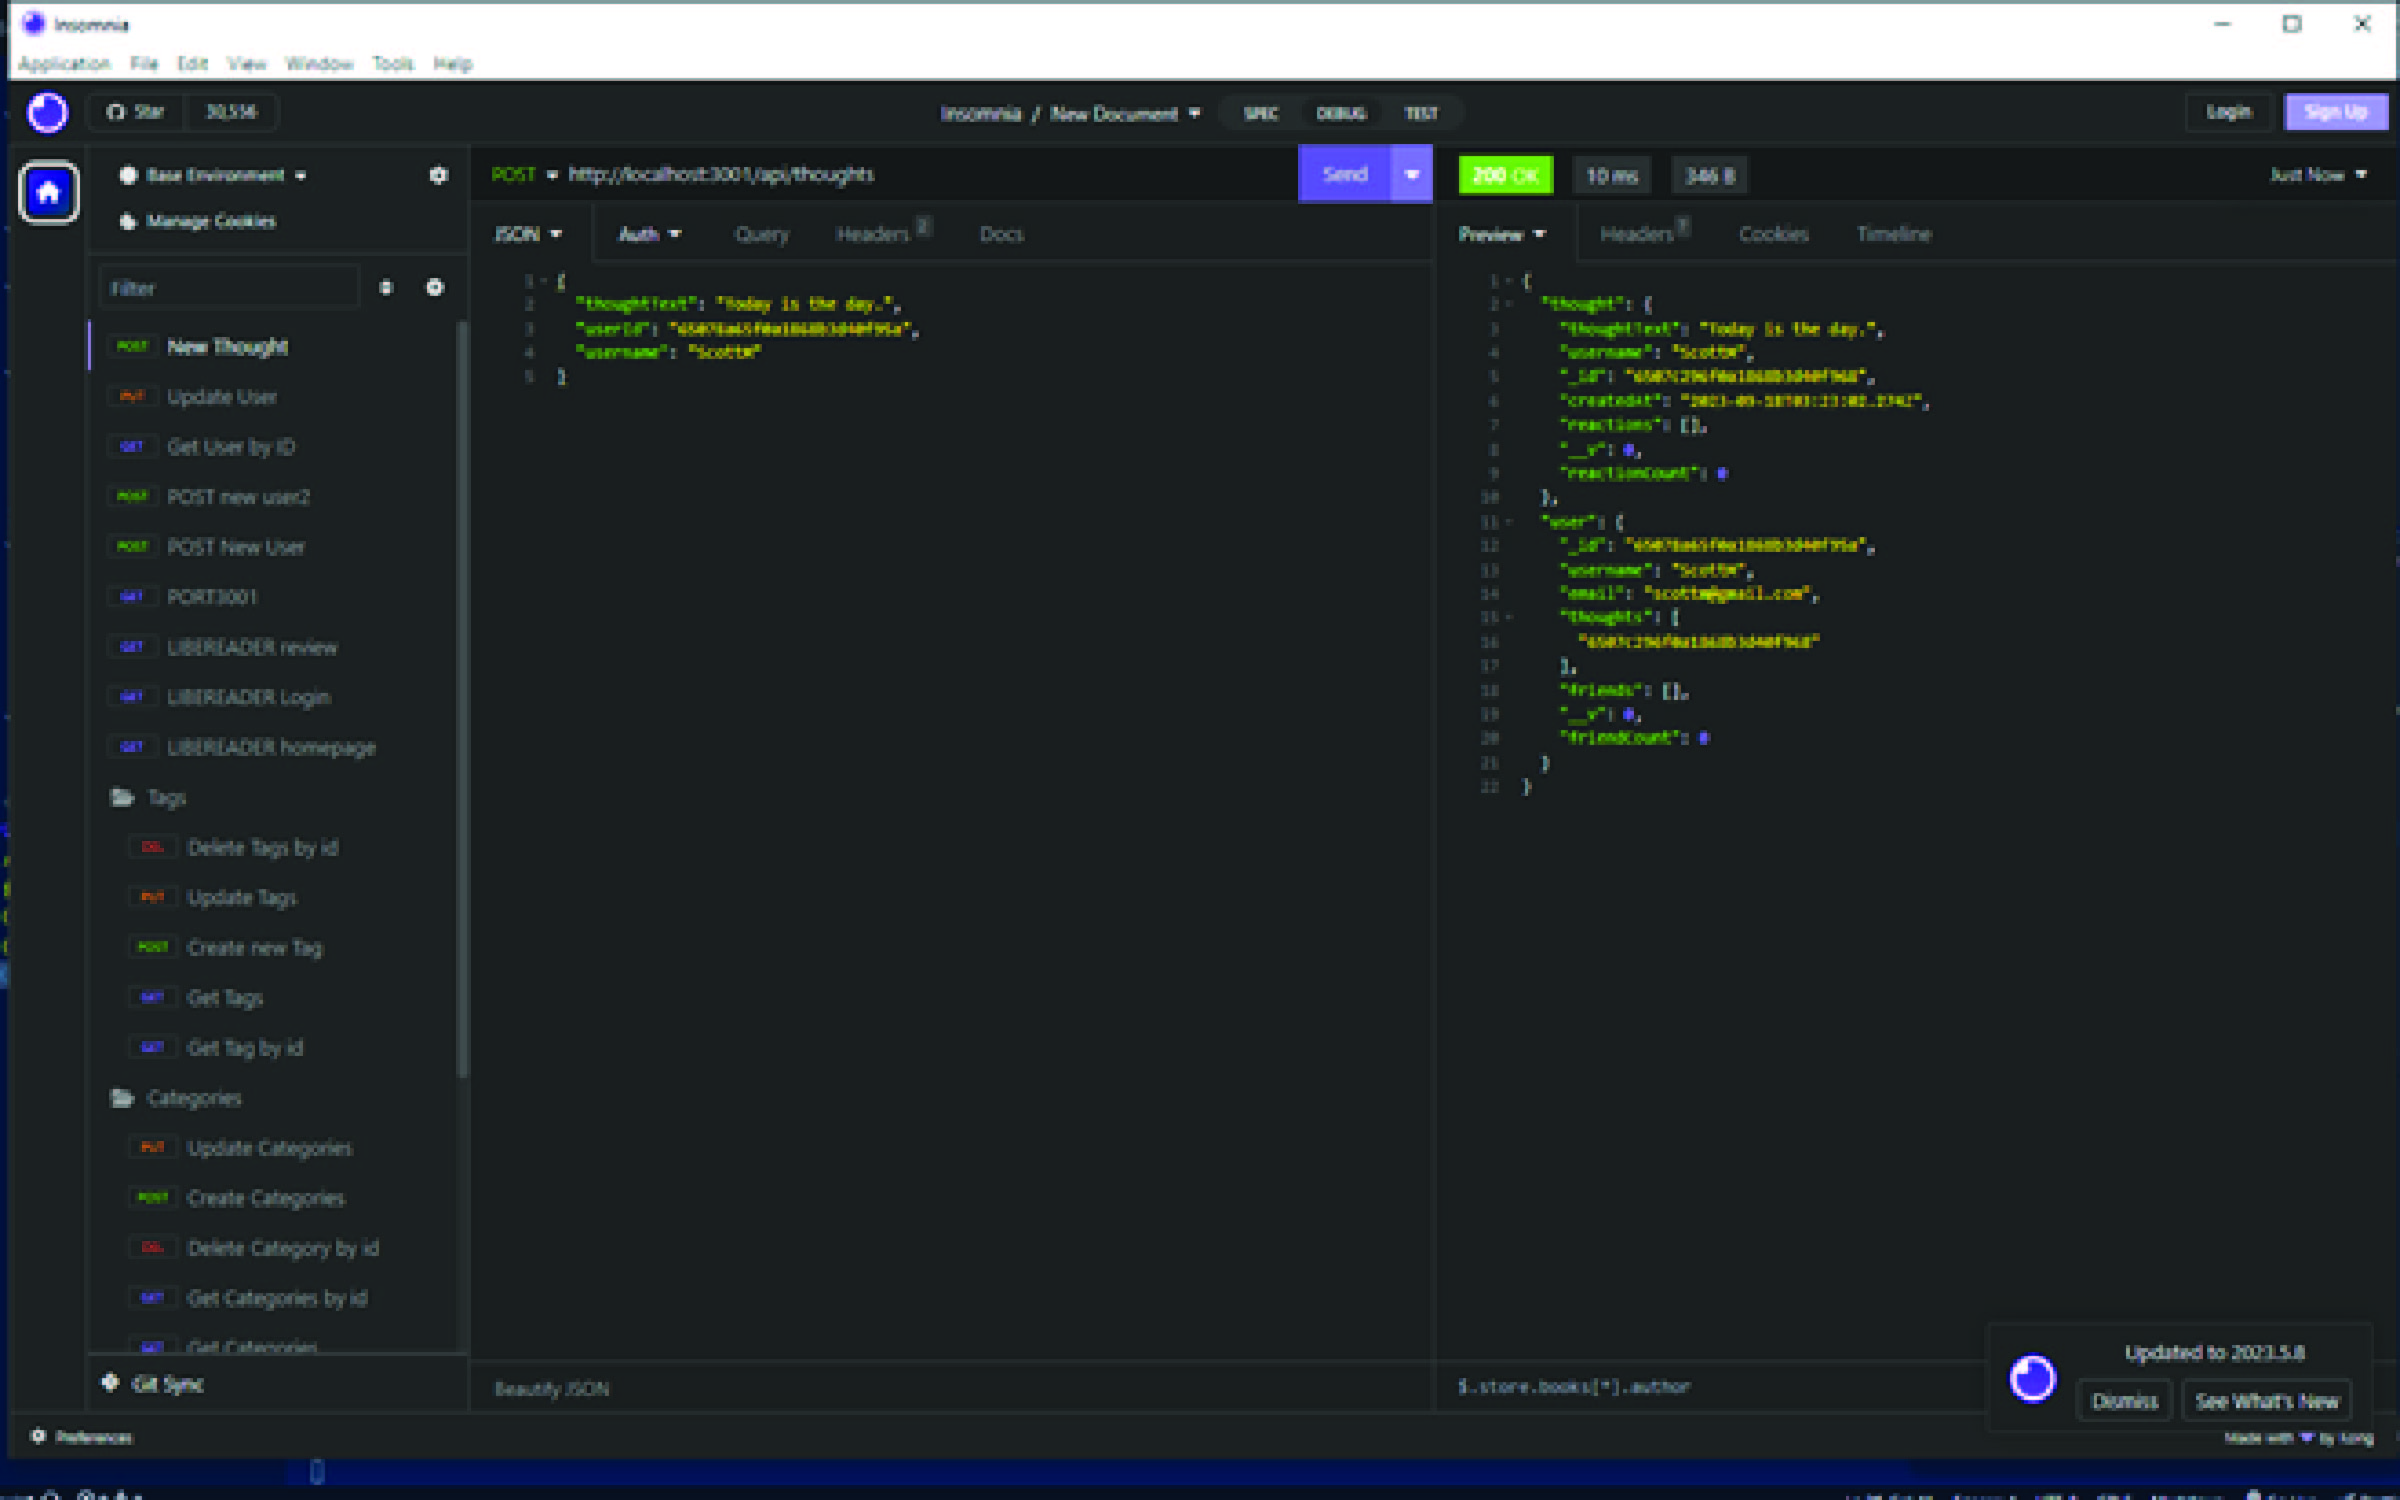 Insomnia
Application File Edit View Window Tools Help
Star 30,556
Insomnia / New Document SPEC DEBUG TEST
Login Sign Up
Base Environment
Manage Cookies
Filter
POST New Thought
PUT Update User
GET Get User by ID
POST POST new user2
POST POST New User
GET PORT3001
GET LIBEREADER review
GET LIBEREADER Login
GET LIBEREADER homepage
Tags
DEL Delete Tags by id
PUT Update Tags
POST Create new Tag
GET Get Tags
GET Get Tag by id
Categories
PUT Update Categories
POST Create Categories
DEL Delete Category by id
GET Get Categories by id
GET Get Categories
Git Sync
Preferences
POST http://localhost:3001/api/thoughts Send
JSON Auth Query Headers 2 Docs
1 {
2 "thoughtText": "Today is the day.",
3 "userId":
4 "username": "ScottM"
5 }
Beautify JSON
200 OK 10 ms 346 B Just Now
Preview Headers 7 Cookies Timeline
1 {
2 "thought": {
3 "thoughtText": "Today is the day.",
4 "username": "ScottM",
5 "_id":
6 "createdAt":
7 "reactions": [],
8 "__v": 0,
9 "reactionCount": 0
10 },
11 "user": {
12 "_id":
13 "username": "ScottM",
14 "email": "scottm@gmail.com",
15 "thoughts": [
16
17 ],
18 "friends": [],
19 "__v": 0,
20 "friendCount": 0
21 }
22 }
$.store.books[*].author
Updated to 2023.5.8
Dismiss See What's New
Made with by Kong